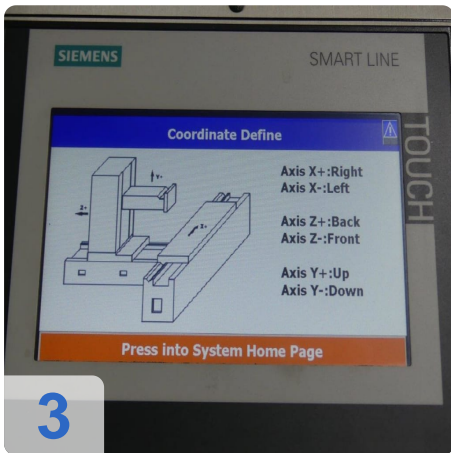 SIEMENS
SMART LINE
TOUCH
Coordinate Define
Axis X+:Right
Axis X-:Left
Axis Z+:Back
Axis Z-:Front
Axis Y+:Up
Axis Y-:Down
Press into System Home Page
3